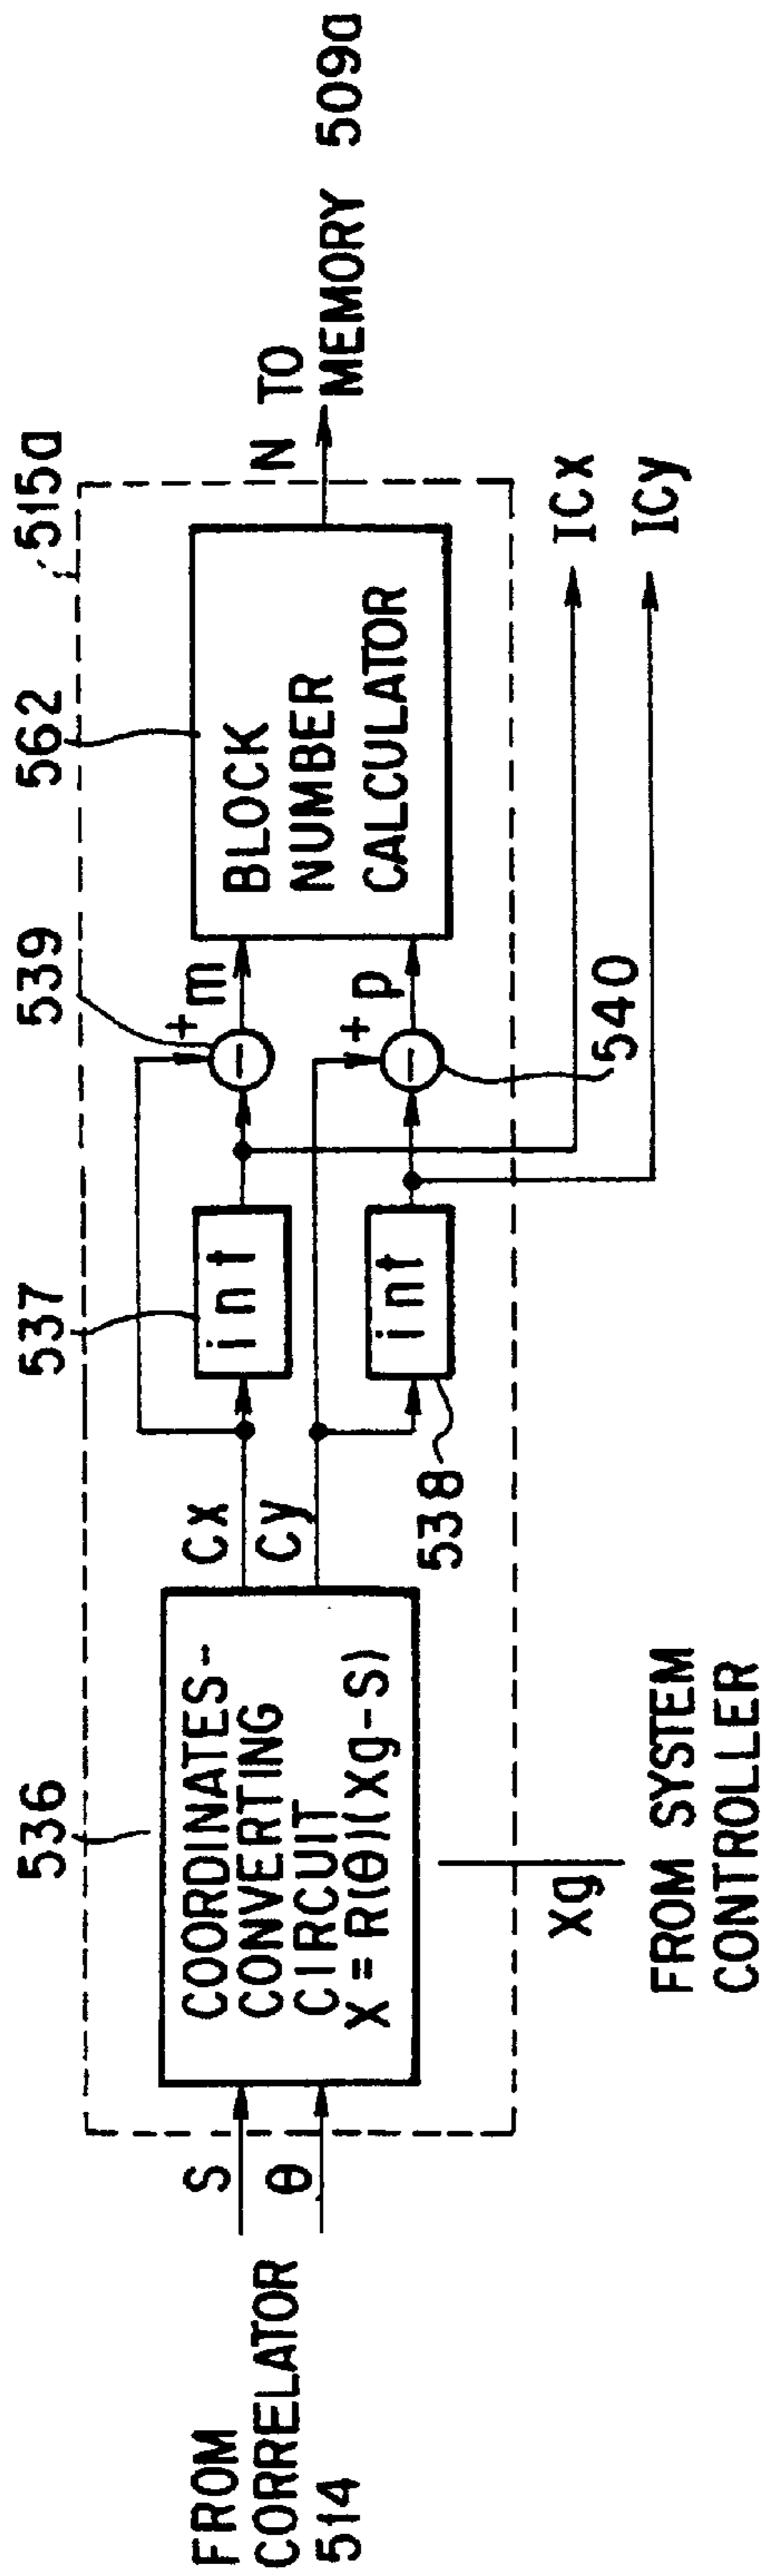 FROM
CORRELATOR
514
S
θ
536
COORDINATES-
CONVERTING
CIRCUIT
X = R(θ)(Xg-S)
Xg
FROM SYSTEM
CONTROLLER
Cx
Cy
537
int
538
int
539
+
−
m
+
−
p
540
562
BLOCK
NUMBER
CALCULATOR
515a
N
TO
MEMORY 509a
ICx
ICy